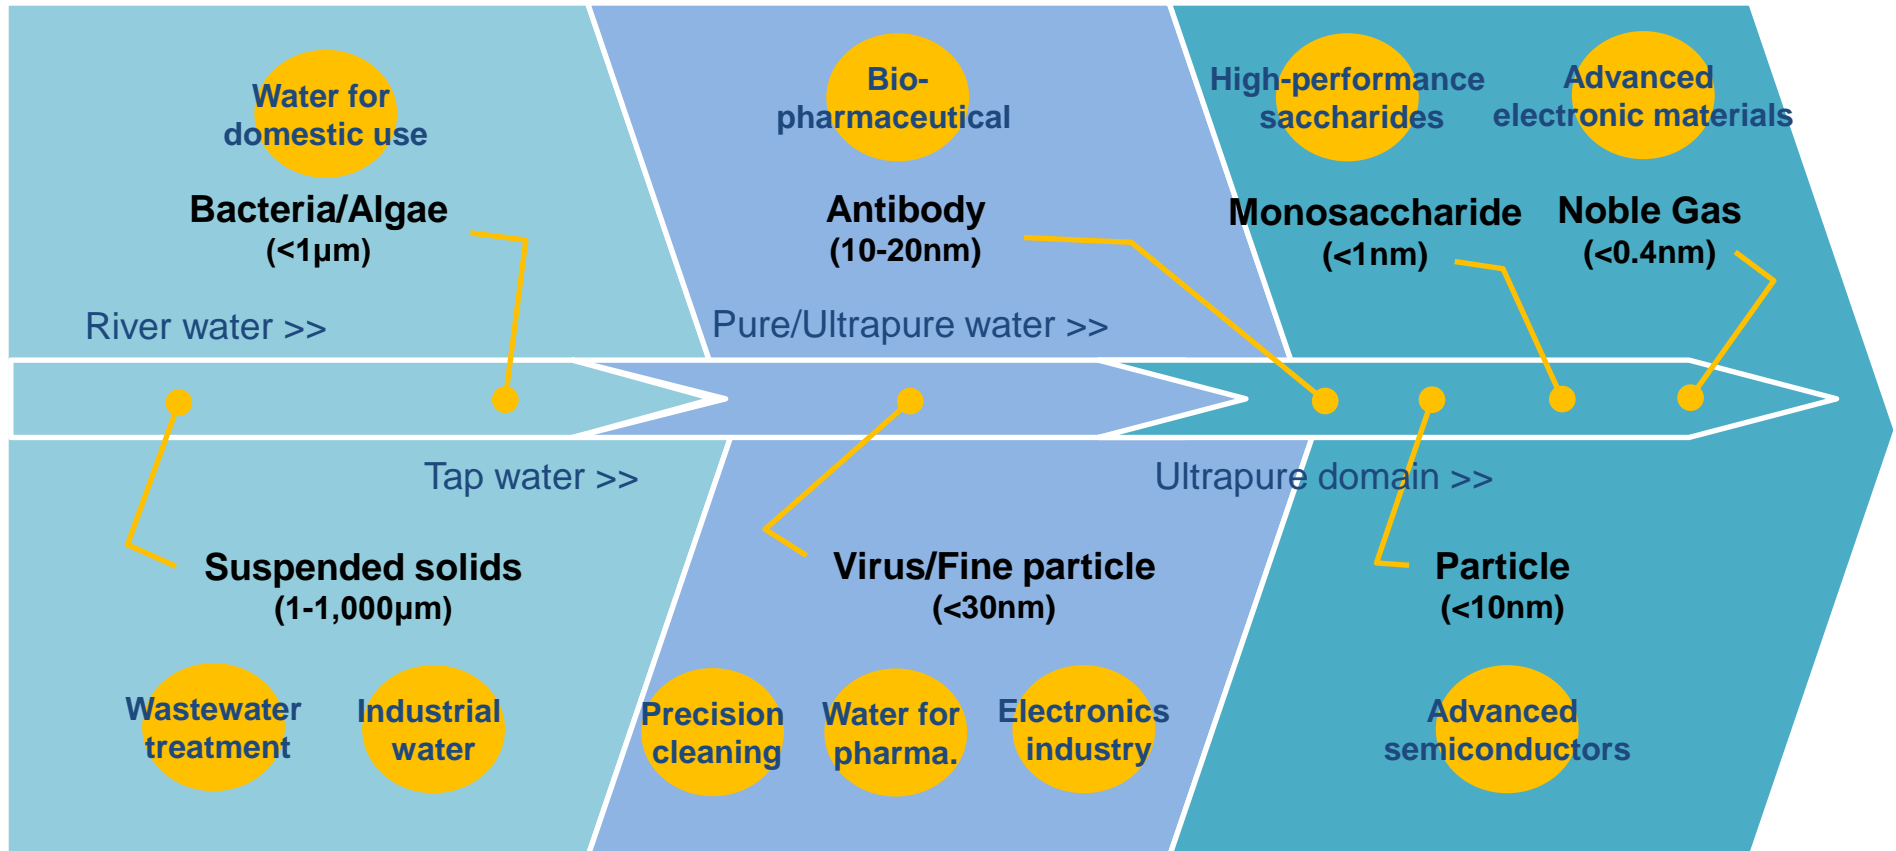 Water for
domestic use
Bacteria/Algae
(<1μm)
River water >>
Bio-
pharmaceutical
Antibody
(10-20nm)
Pure/Ultrapure water >>
High-performance
saccharides
Monosaccharide
(<1nm)
Advanced
electronic materials
Noble Gas
(<0.4nm)
Tap water >>
Suspended solids
(1-1,000μm)
Wastewater
treatment
Industrial
water
Ultrapure domain >>
Virus/Fine particle
(<30nm)
Precision
cleaning
Water for
pharma.
Electronics
industry
Particle
(<10nm)
Advanced
semiconductors